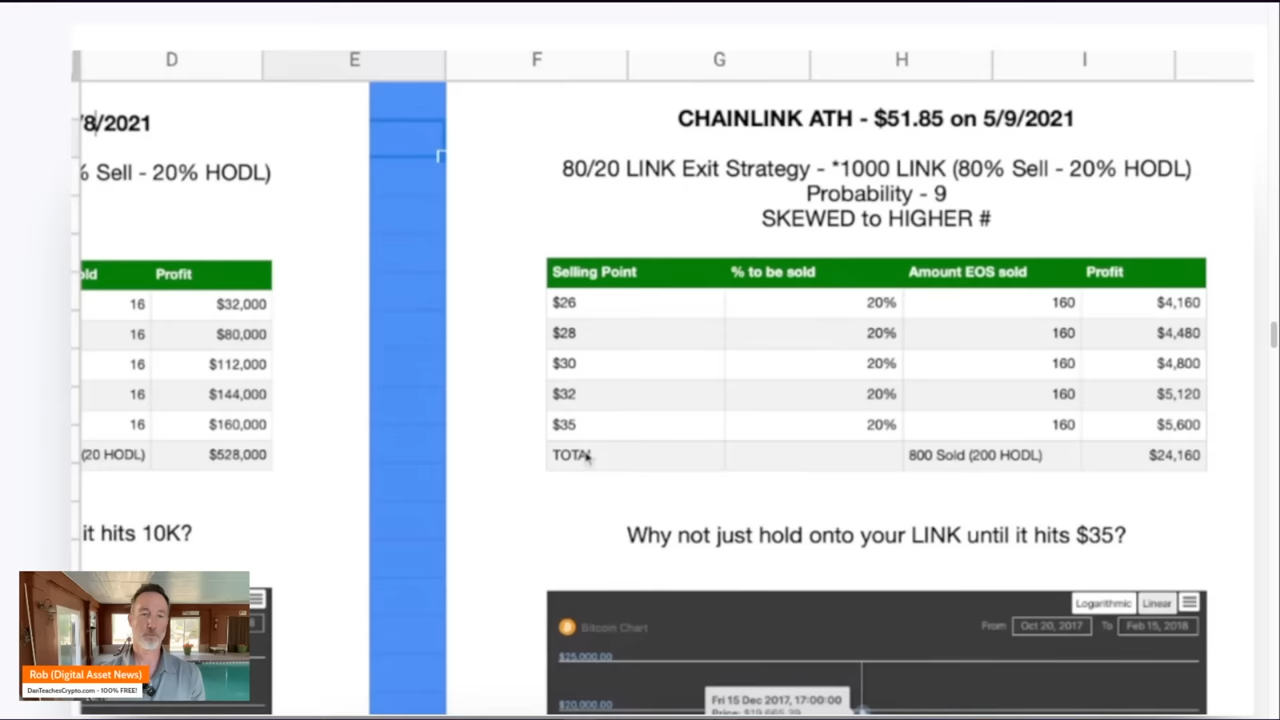 D E F G H I
/8/2021
% Sell - 20% HODL)
old Profit
16 $32,000
16 $80,000
16 $112,000
16 $144,000
16 $160,000
(20 HODL) $528,000
it hits 10K?
CHAINLINK ATH - $51.85 on 5/9/2021
80/20 LINK Exit Strategy - *1000 LINK (80% Sell - 20% HODL)
Probability - 9
SKEWED to HIGHER #
Selling Point % to be sold Amount EOS sold Profit
$26 20% 160 $4,160
$28 20% 160 $4,480
$30 20% 160 $4,800
$32 20% 160 $5,120
$35 20% 160 $5,600
TOTAL 800 Sold (200 HODL) $24,160
Why not just hold onto your LINK until it hits $35?
Logarithmic Linear
Bitcoin Chart From Oct 20, 2017 To Feb 15, 2018
$25,000.00
$20,000.00
Fri 15 Dec 2017, 17:00:00
Rob (Digital Asset News)
DanTeachesCrypto.com - 100% FREE!